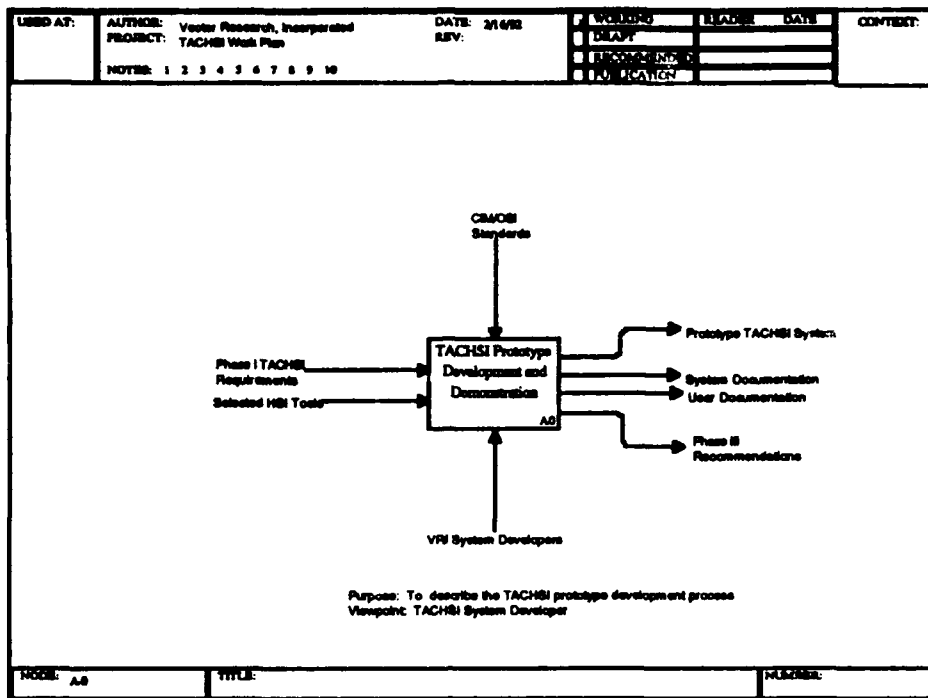 USED AT:
AUTHOR: Vector Research, Incorporated
PROJECT: TACHSI Work Plan
DATE: 2/16/92
REV:
NOTES: 1 2 3 4 5 6 7 8 9 10
WORKING
DRAFT
RECOMMENDED
PUBLICATION
READER DATE
CONTEXT:
CIM/OSI
Standards
Phase I TACHSI
Requirements
Selected HSI Tools
TACHSI Prototype
Development and
Demonstration
A0
Prototype TACHSI System
System Documentation
User Documentation
Phase III
Recommendations
VRI System Developers
Purpose: To describe the TACHSI prototype development process
Viewpoint: TACHSI System Developer
NODE: A-0
TITLE:
NUMBER: